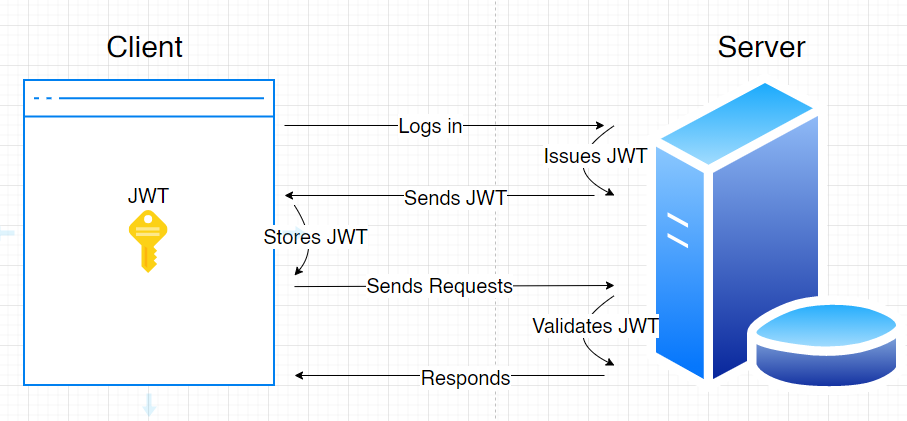 Client
Server
Logs in
Issues JWT
JWT
Sends JWT
Stores JWT
Sends Requests
Validates JWT
Responds